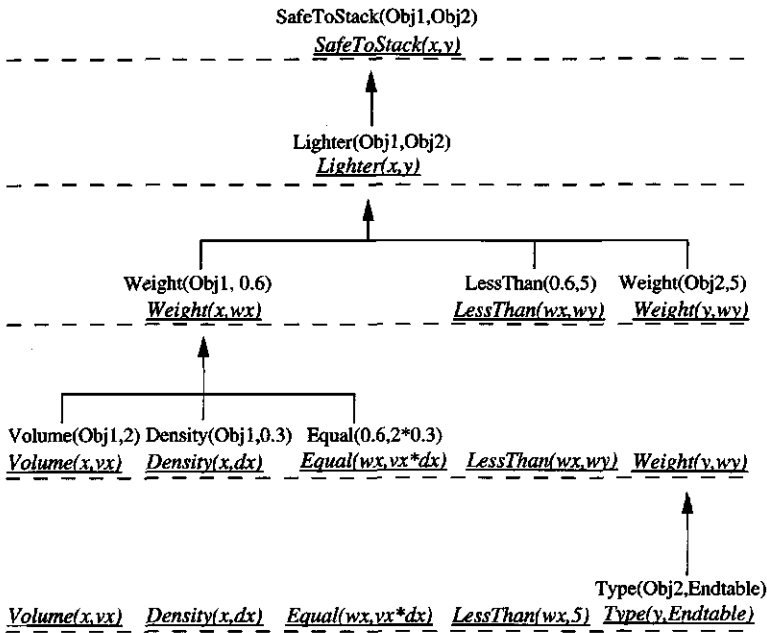 SafeToStack(Obj1,Obj2)
SafeToStack(x,y)
Lighter(Obj1,Obj2)
Lighter(x,y)
Weight(Obj1, 0.6) LessThan(0.6,5) Weight(Obj2,5)
Weight(x,wx) LessThan(wx,wy) Weight(y,wy)
Volume(Obj1,2) Density(Obj1,0.3) Equal(0.6,2*0.3)
Volume(x,vx) Density(x,dx) Equal(wx,vx*dx) LessThan(wx,wy) Weight(y,wy)
Type(Obj2,Endtable)
Volume(x,vx) Density(x,dx) Equal(wx,vx*dx) LessThan(wx,5) Type(y,Endtable)